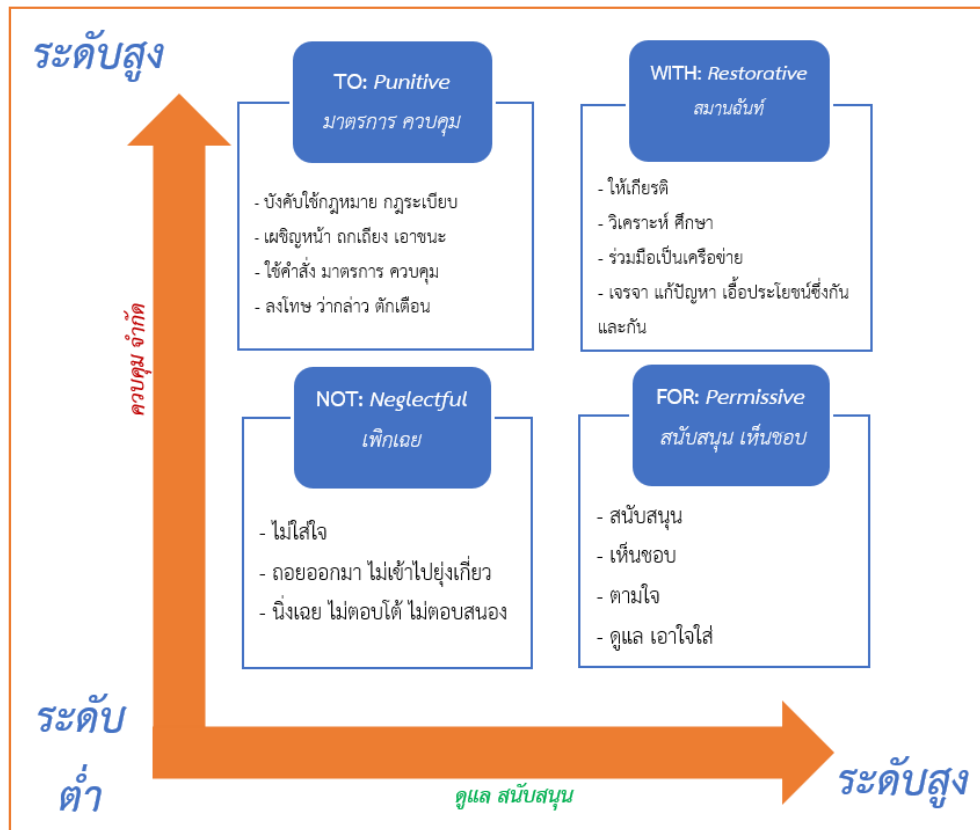 ระดับสูง
TO: Punitive
มาตรการ ควบคุม
- บังคับใช้กฎหมาย กฎระเบียบ
- เผชิญหน้า ถกเถียง เอาชนะ
- ใช้คำสั่ง มาตรการ ควบคุม
- ลงโทษ ว่ากล่าว ตักเตือน
WITH: Restorative
สมานฉันท์
- ให้เกียรติ
- วิเคราะห์ ศึกษา
- ร่วมมือเป็นเครือข่าย
- เจรจา แก้ปัญหา เอื้อประโยชน์ซึ่งกัน
และกัน
ควบคุม จำกั๊ด
NOT: Neglectful
เพิกเฉย
- ไม่ใส่ใจ
- ถอยออกมา ไม่เข้าไปยุ่งเกี่ยว
- นิ่งเฉย ไม่ตอบโต้ ไม่ตอบสนอง
FOR: Permissive
สนับสนุน เห็นชอบ
- สนับสนุน
- เห็นชอบ
- ตามใจ
- ดูแล เอาใจใส่
ระดับ
ต่ำ
ดูแล สนับสนุน
ระดับสูง